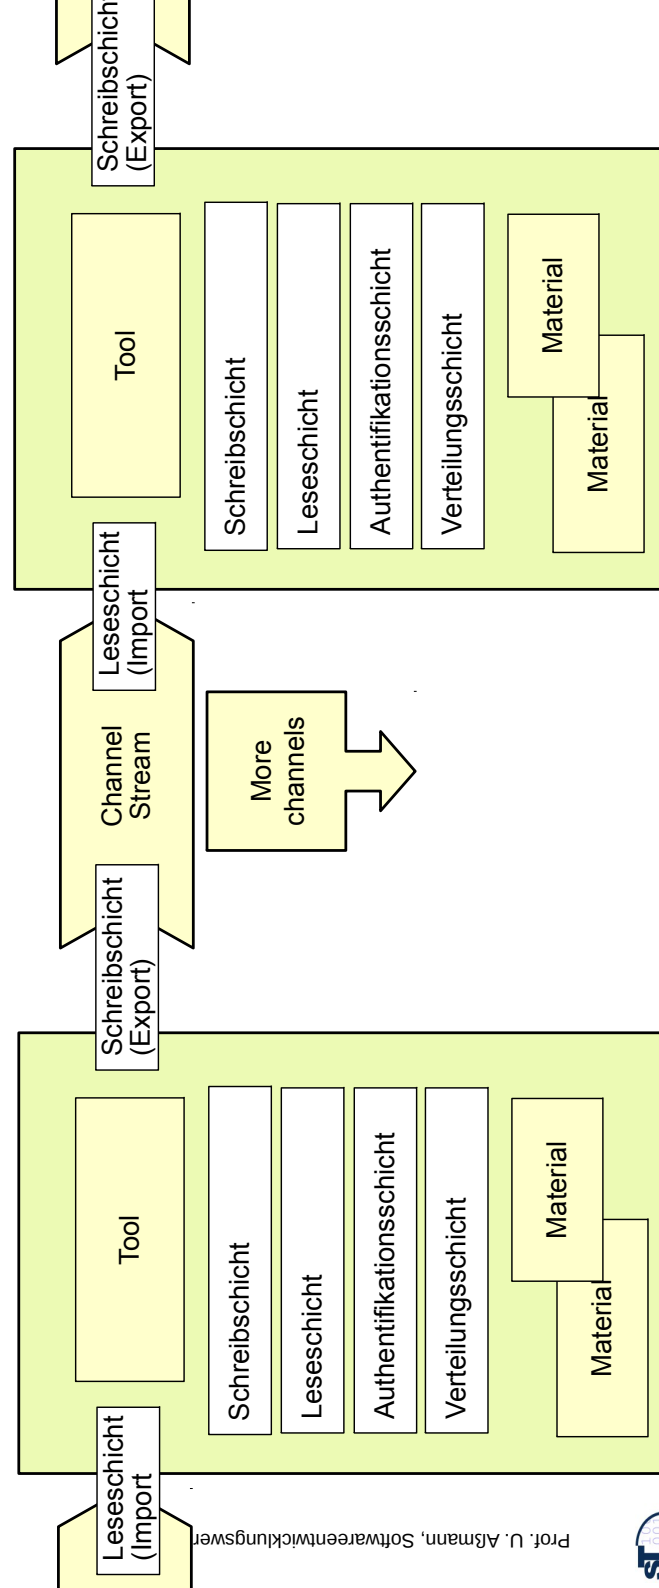 Leseschicht
(Import
Tool
Schreibschicht
Leseschicht
Authentifikationsschicht
Verteilungsschicht
Material
Material
Schreibschicht
(Export)
Channel
Stream
More
channels
Leseschicht
(Import
Tool
Schreibschicht
Leseschicht
Authentifikationsschicht
Verteilungsschicht
Material
Material
Schreibschicht
(Export)
Prof. U. Aßmann, Softwareentwicklungswer